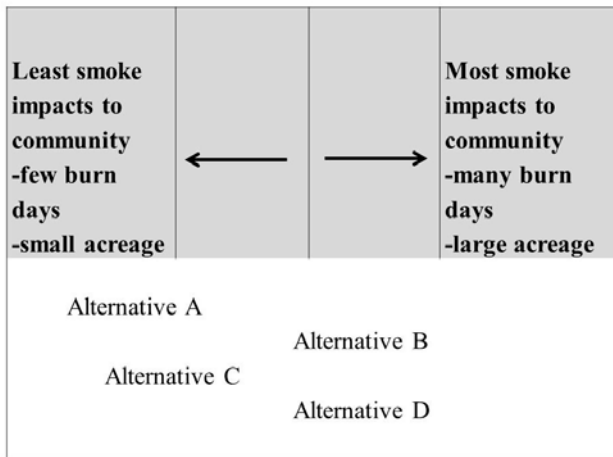 Least smoke
impacts to
community
-few burn
days
-small acreage
Most smoke
impacts to
community
-many burn
days
-large acreage
Alternative A
Alternative B
Alternative C
Alternative D